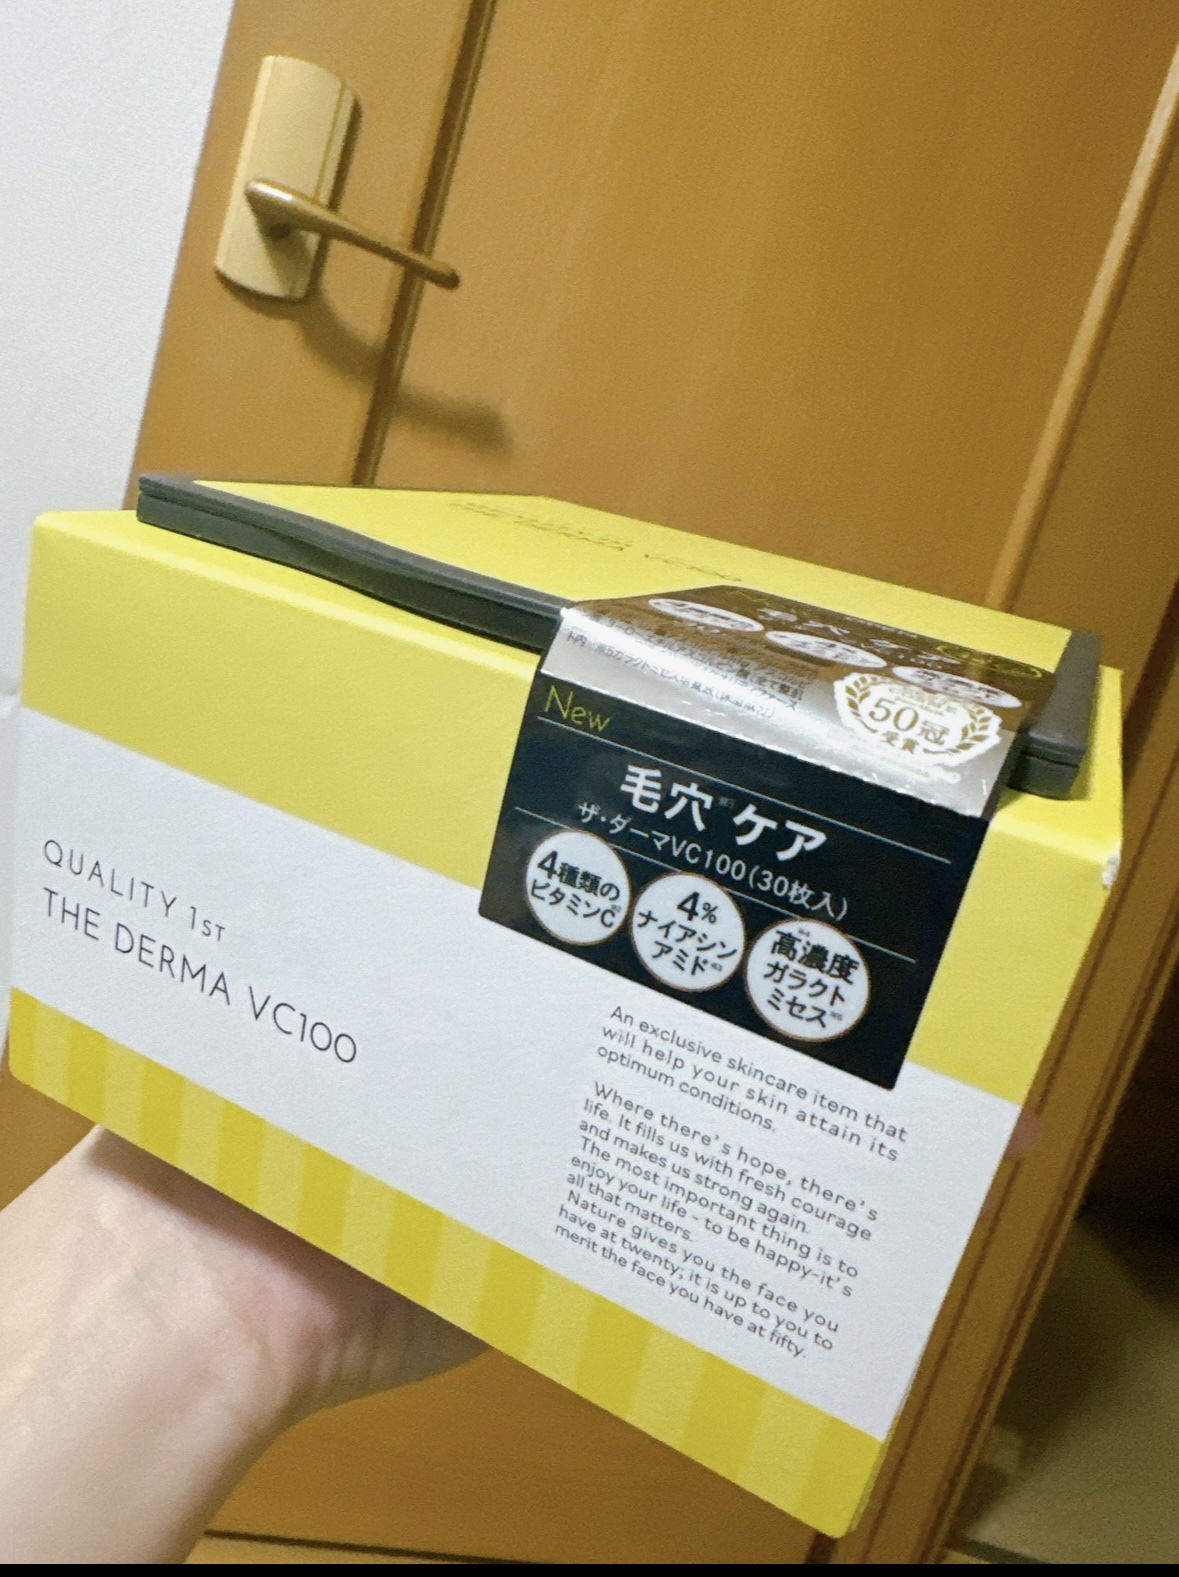 THE DERMA VC100
50冠
受賞
New
毛穴 ケア
ザ・ダーマVC100(30枚入)
4種類の
ビタミンC
4%
ナイアシン
アミド
高濃度
ガラクト
ミセス
QUALITY 1ST
THE DERMA VC100
An exclusive skincare item that
will help your skin attain its
optimum conditions.
Where there's hope, there's
life. It fills us with fresh courage
and makes us strong again.
The most important thing is to
enjoy your life - to be happy-it's
all that matters.
Nature gives you the face you
have at twenty; it is up to you to
merit the face you have at fifty.